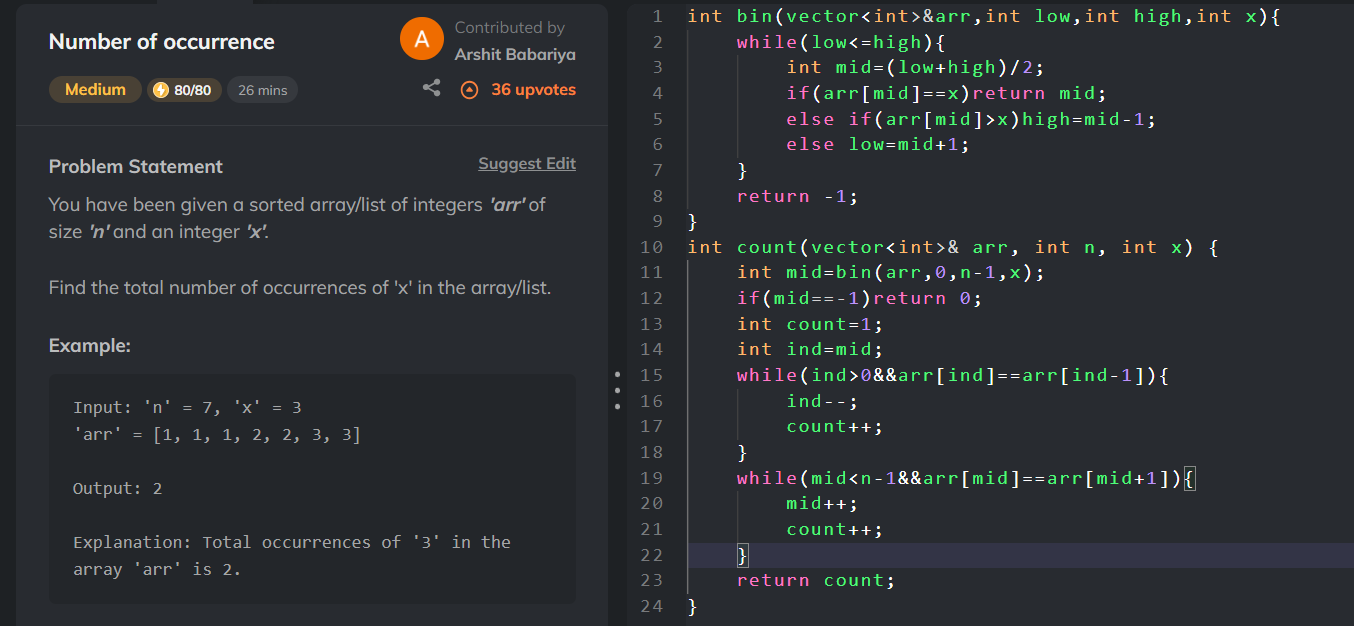 Number of occurrence
A
Contributed by
Arshit Babariya
Medium
80/80
26 mins
36 upvotes
Problem Statement
Suggest Edit
You have been given a sorted array/list of integers 'arr' of
size 'n' and an integer 'x'.
Find the total number of occurrences of 'x' in the array/list.
Example:
Input: 'n' = 7, 'x' = 3
'arr' = [1, 1, 1, 2, 2, 3, 3]
Output: 2
Explanation: Total occurrences of '3' in the
array 'arr' is 2.
1 int bin(vector<int>&arr,int low,int high,int x){
2     while(low<=high){
3         int mid=(low+high)/2;
4         if(arr[mid]==x)return mid;
5         else if(arr[mid]>x)high=mid-1;
6         else low=mid+1;
7     }
8     return -1;
9 }
10 int count(vector<int>& arr, int n, int x) {
11     int mid=bin(arr,0,n-1,x);
12     if(mid==-1)return 0;
13     int count=1;
14     int ind=mid;
15     while(ind>0&&arr[ind]==arr[ind-1]){
16         ind--;
17         count++;
18     }
19     while(mid<n-1&&arr[mid]==arr[mid+1]){
20         mid++;
21         count++;
22     }
23     return count;
24 }